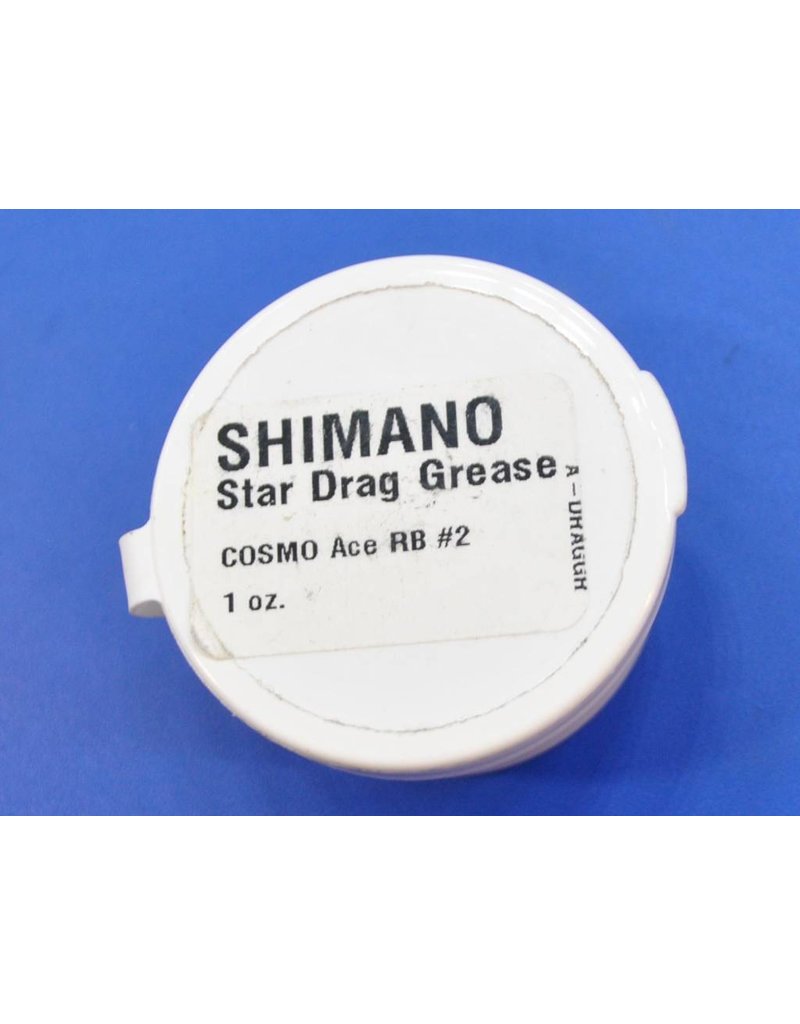 SHIMANO
Star Drag Grease
COSMO Ace RB #2
1 oz.